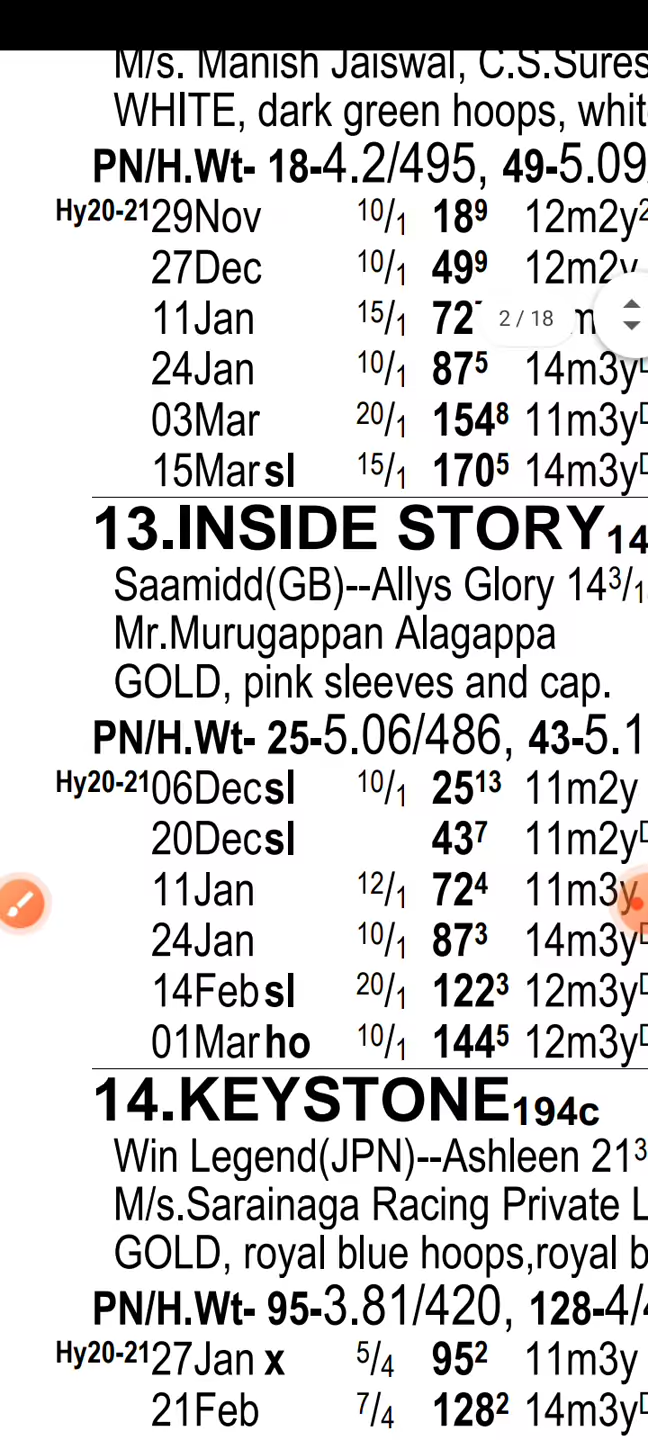 M/s. Manish Jaiswal, C.S.Sures
WHITE, dark green hoops, whit
PN/H.Wt- 18-4.2/495, 49-5.09
Hy20-21 29Nov 10/1 18⁹ 12m2y²
27Dec 10/1 49⁹ 12m2y
11Jan 15/1 72
2 / 18
24Jan 10/1 87⁵ 14m3y
03Mar 20/1 154⁸ 11m3y
15Mar sl 15/1 170⁵ 14m3y
13.INSIDE STORY 14
Saamidd(GB)--Allys Glory 14³/₁
Mr.Murugappan Alagappa
GOLD, pink sleeves and cap.
PN/H.Wt- 25-5.06/486, 43-5.1
Hy20-21 06Dec sl 10/1 25¹³ 11m2y
20Dec sl 43⁷ 11m2y
11Jan 12/1 72⁴ 11m3y
24Jan 10/1 87³ 14m3y
14Feb sl 20/1 122³ 12m3y
01Mar ho 10/1 144⁵ 12m3y
14.KEYSTONE 194c
Win Legend(JPN)--Ashleen 21³
M/s.Sarainaga Racing Private L
GOLD, royal blue hoops,royal b
PN/H.Wt- 95-3.81/420, 128-4/
Hy20-21 27Jan x 5/4 95² 11m3y
21Feb 7/4 128² 14m3y